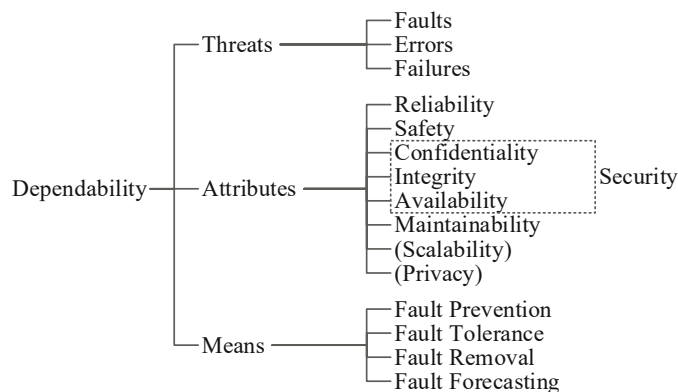 Faults
Threats
Errors
Failures
Reliability
Safety
Confidentiality
Dependability
Attributes
Integrity
Security
Availability
Maintainability
(Scalability)
(Privacy)
Fault Prevention
Fault Tolerance
Means
Fault Removal
Fault Forecasting